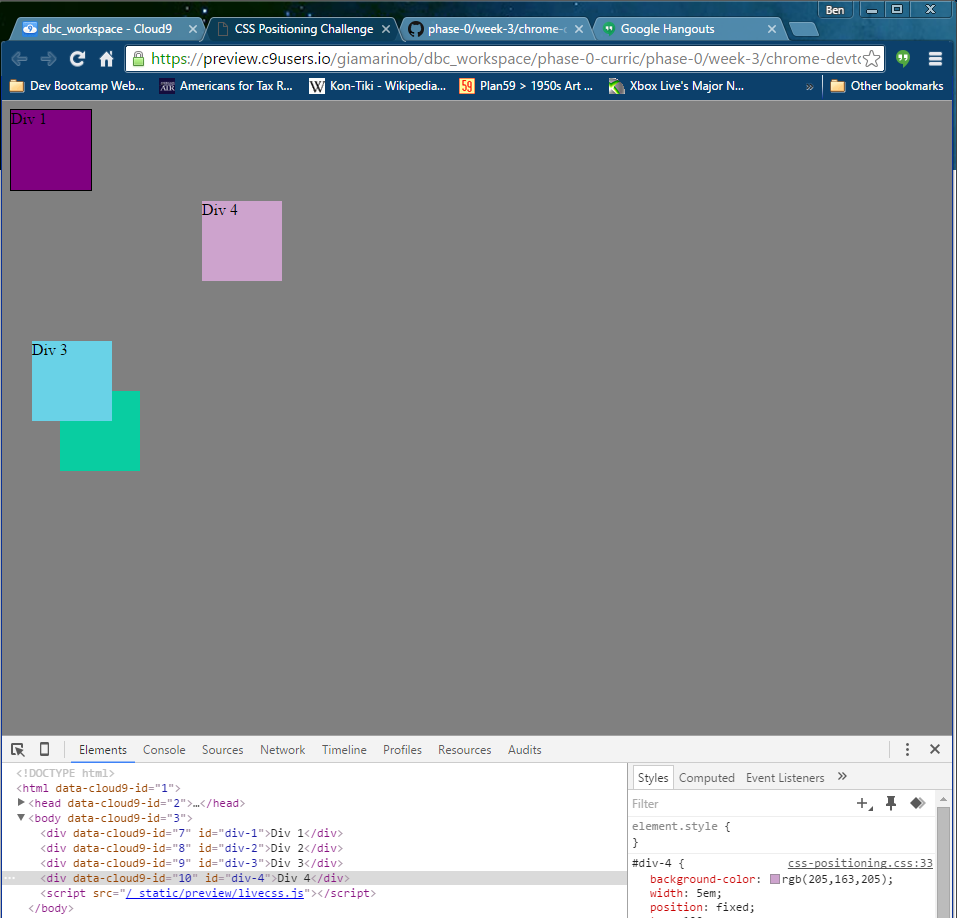 Ben
dbc_workspace - Cloud9
CSS Positioning Challenge
phase-0/week-3/chrome-
Google Hangouts
https://preview.c9users.io/giamarinob/dbc_workspace/phase-0-curric/phase-0/week-3/chrome-devto
Dev Bootcamp Web...
Americans for Tax R...
W Kon-Tiki - Wikipedia...
59 Plan59 > 1950s Art ...
Xbox Live's Major N...
»
Other bookmarks
Div 1
Div 4
Div 3
Elements Console Sources Network Timeline Profiles Resources Audits
<!DOCTYPE html>
<html data-cloud9-id="1">
<head data-cloud9-id="2">…</head>
<body data-cloud9-id="3">
<div data-cloud9-id="7" id="div-1">Div 1</div>
<div data-cloud9-id="8" id="div-2">Div 2</div>
<div data-cloud9-id="9" id="div-3">Div 3</div>
<div data-cloud9-id="10" id="div-4">Div 4</div>
<script src="/_static/preview/livecss.js"></script>
</body>
Styles Computed Event Listeners »
Filter
element.style {
}
#div-4 { css-positioning.css:33
background-color: rgb(205,163,205);
width: 5em;
position: fixed;